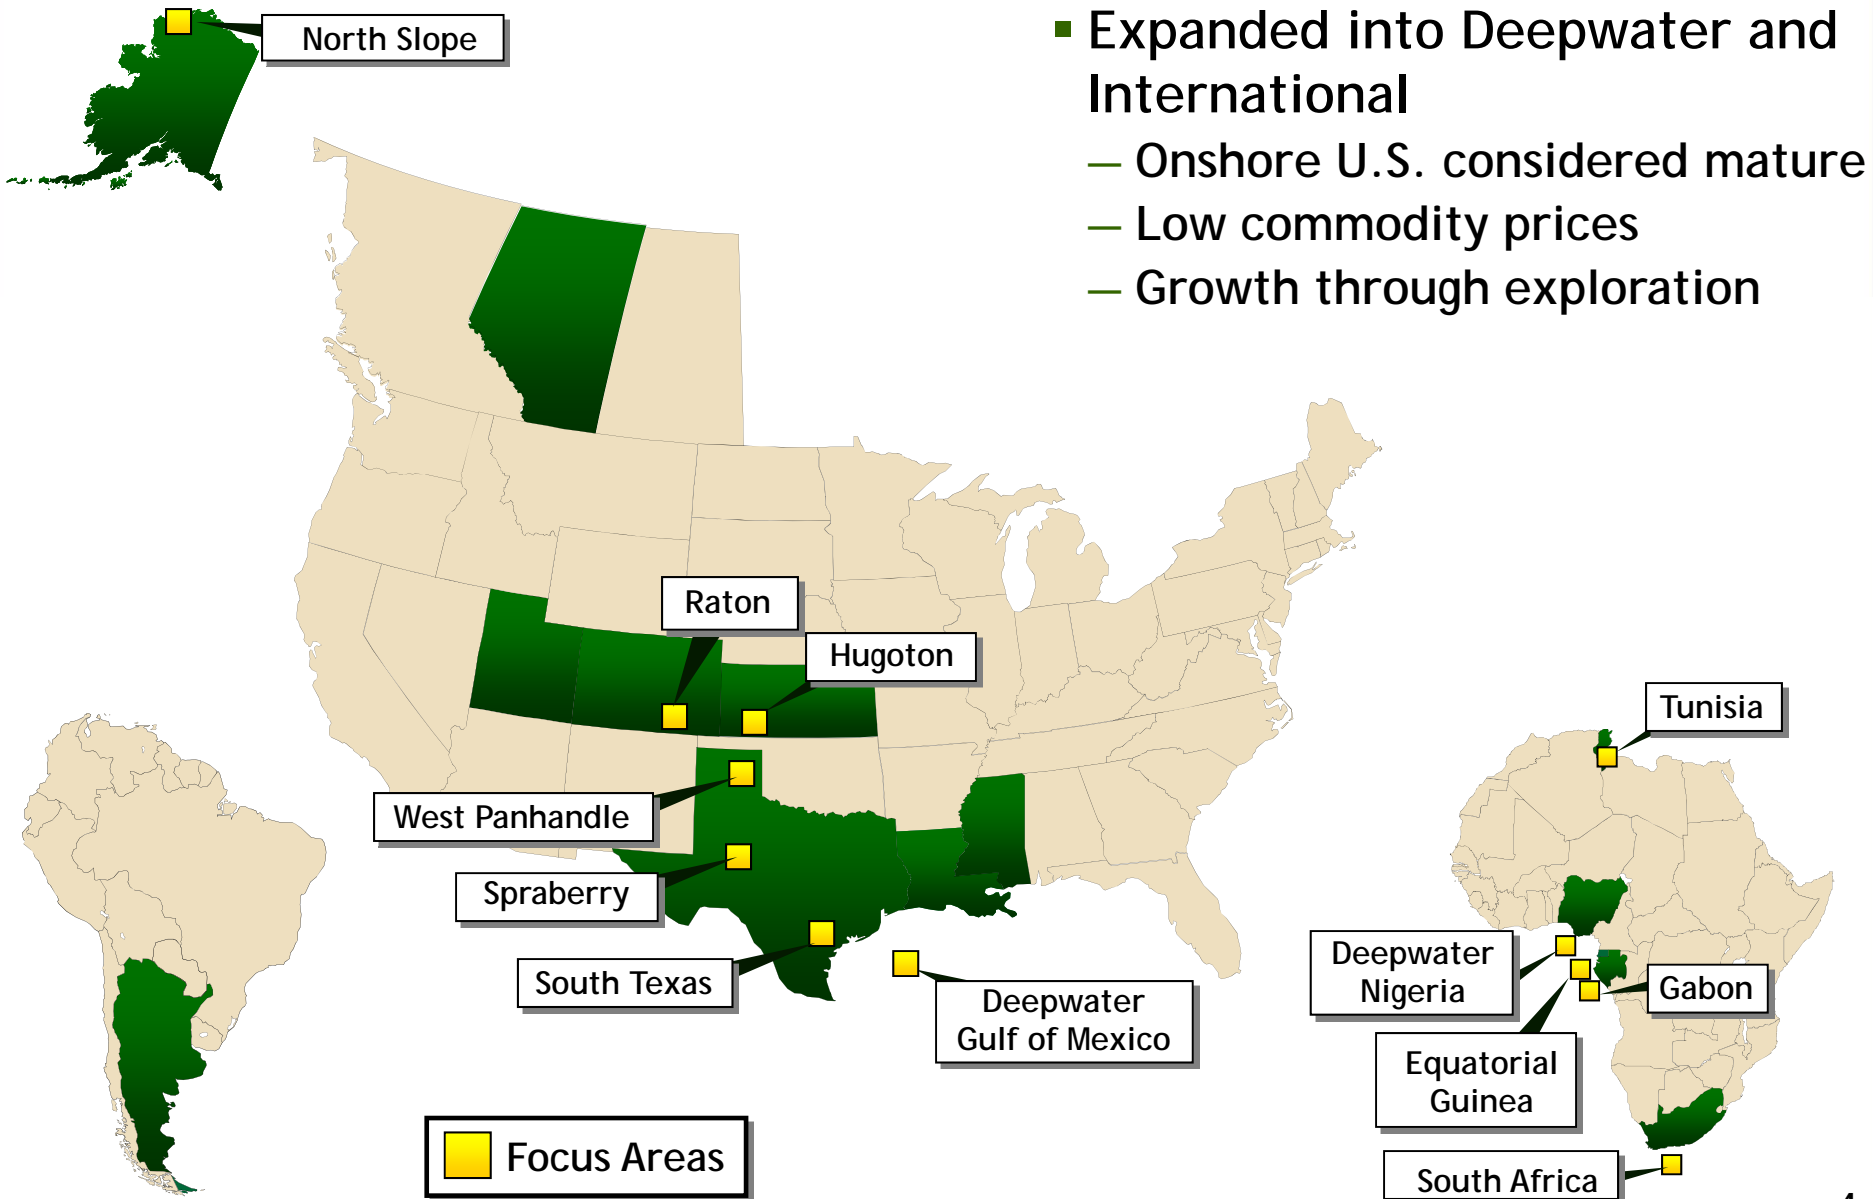 North Slope
▪ Expanded into Deepwater and
International
— Onshore U.S. considered mature
— Low commodity prices
— Growth through exploration
Raton
Hugoton
Tunisia
West Panhandle
Spraberry
South Texas
Deepwater
Gulf of Mexico
Deepwater
Nigeria
Gabon
Equatorial
Guinea
Focus Areas
South Africa